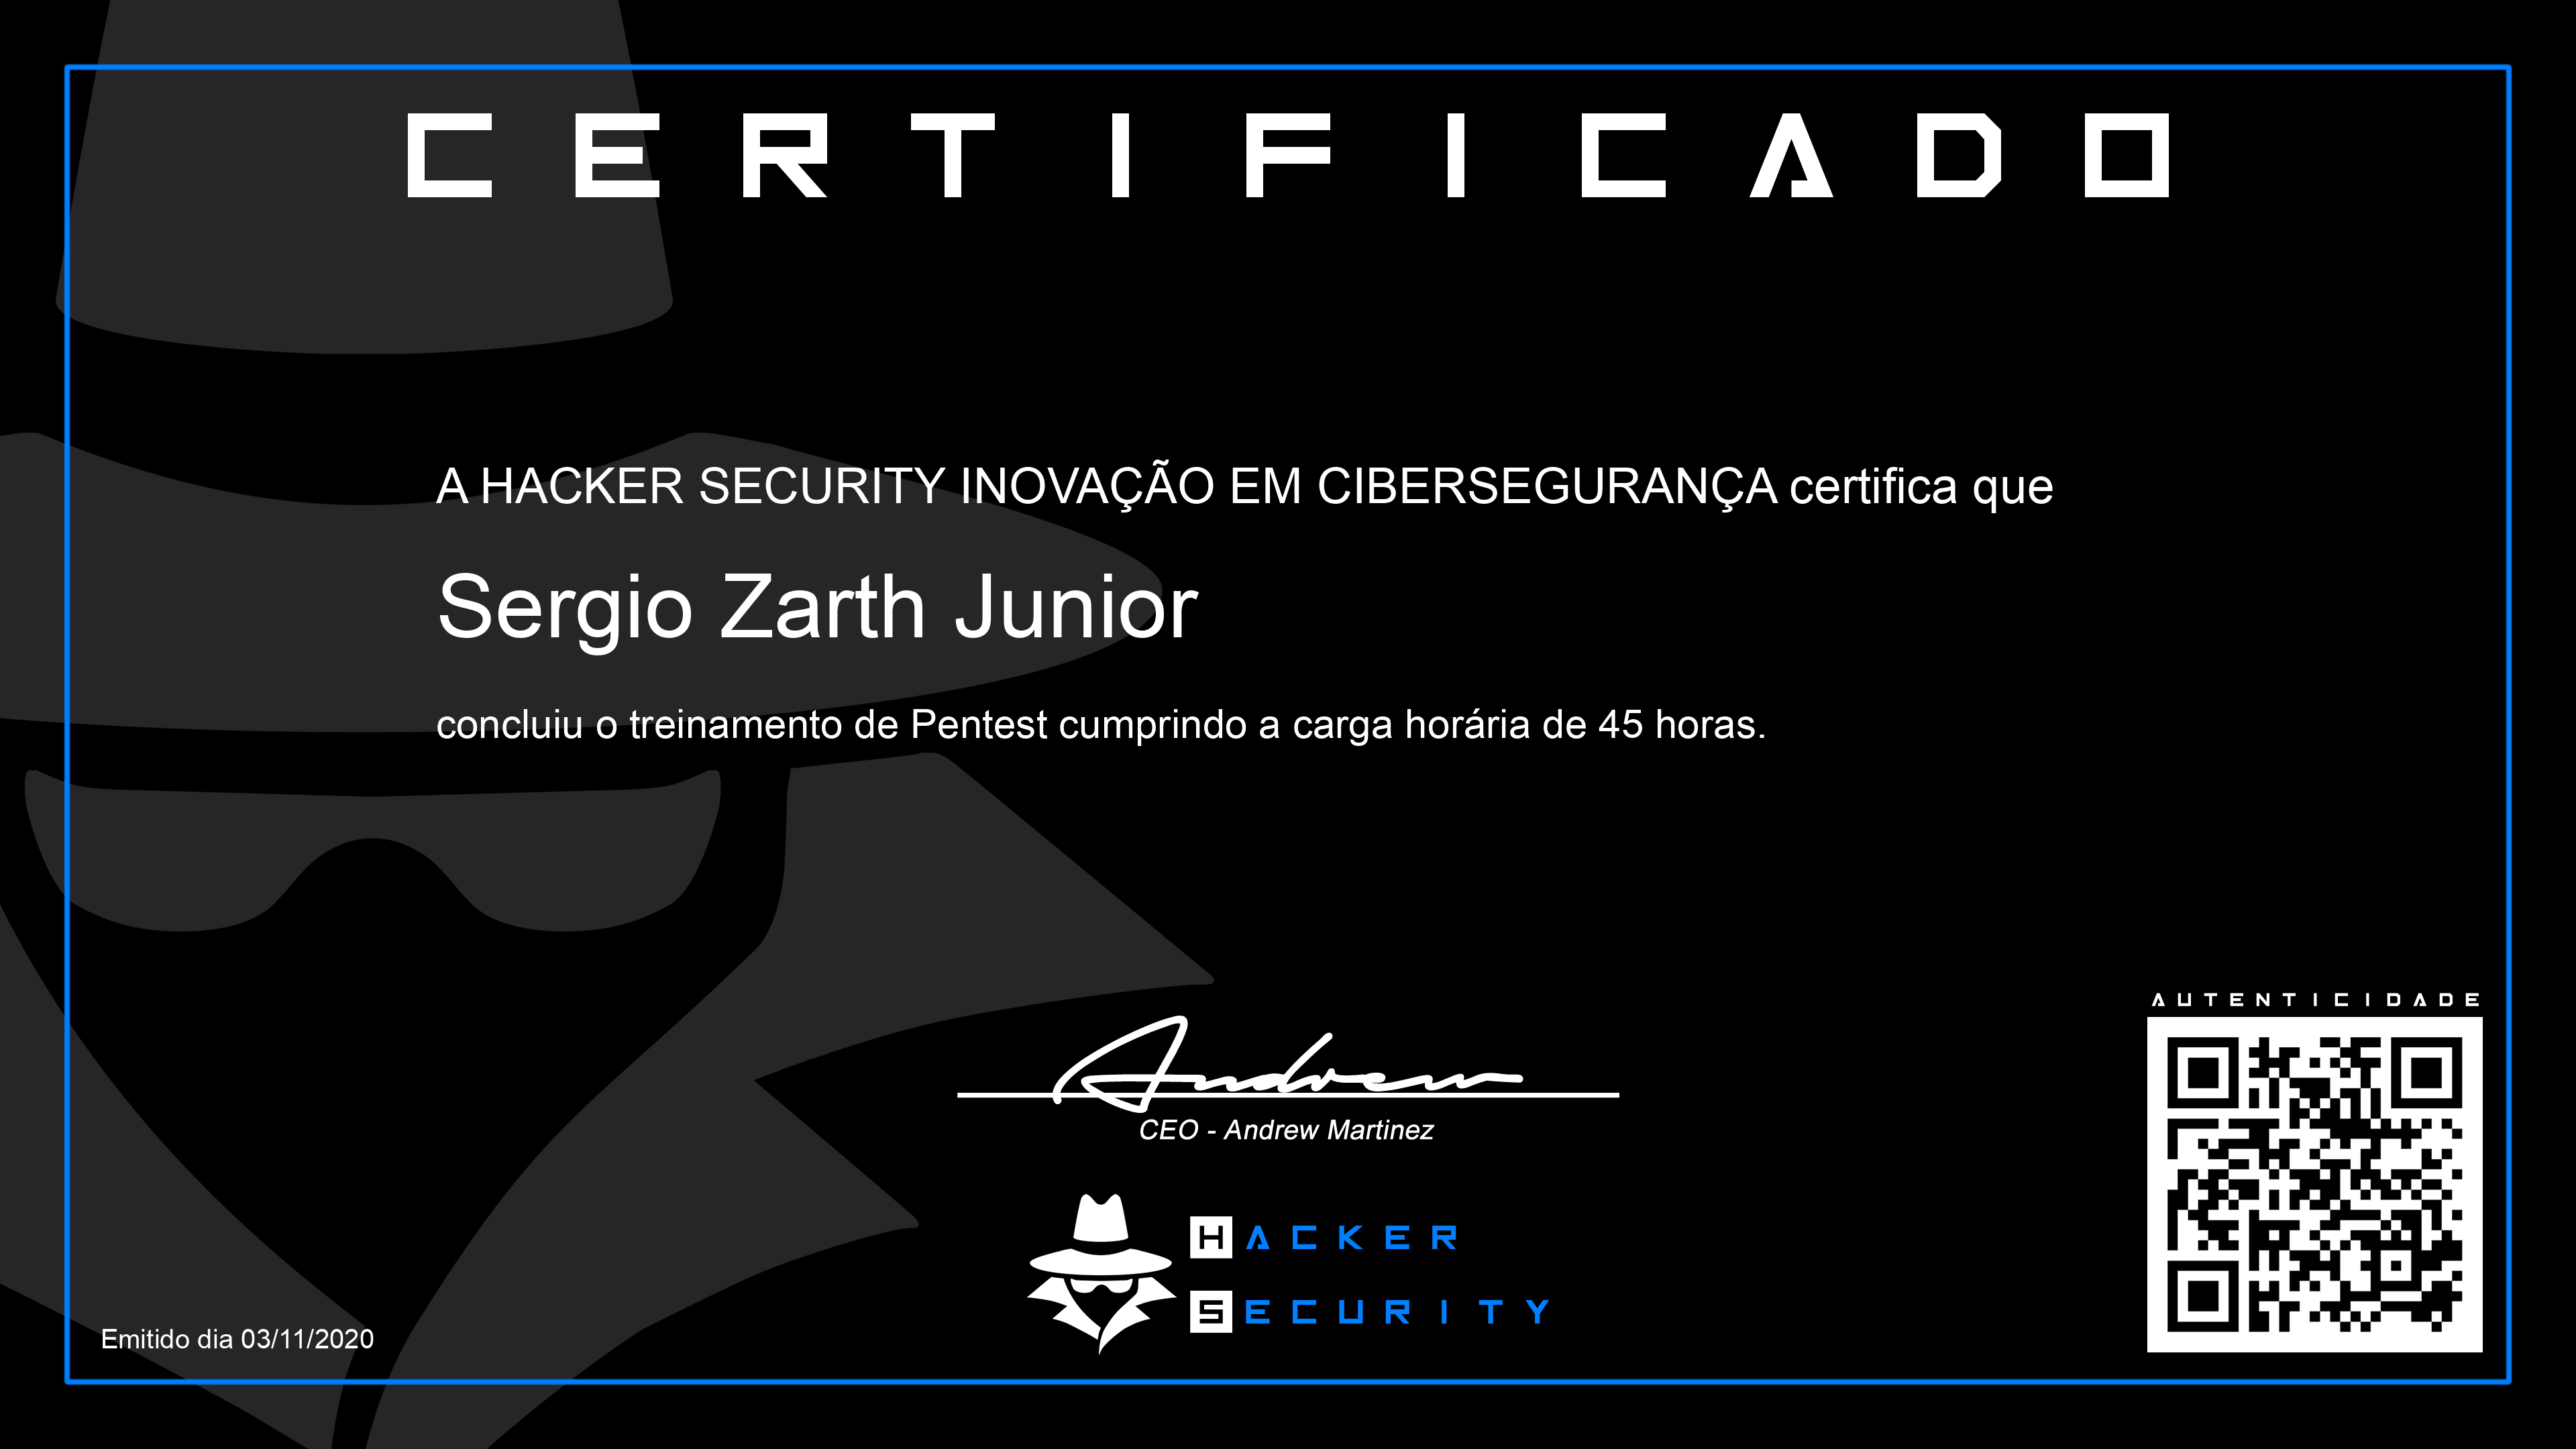 CERTIFICADO
A HACKER SECURITY INOVAÇÃO EM CIBERSEGURANÇA certifica que
Sergio Zarth Junior
concluiu o treinamento de Pentest cumprindo a carga horária de 45 horas.
AUTENTICIDADE
Andrew
CEO - Andrew Martinez
HACKER
SECURITY
Emitido dia 03/11/2020